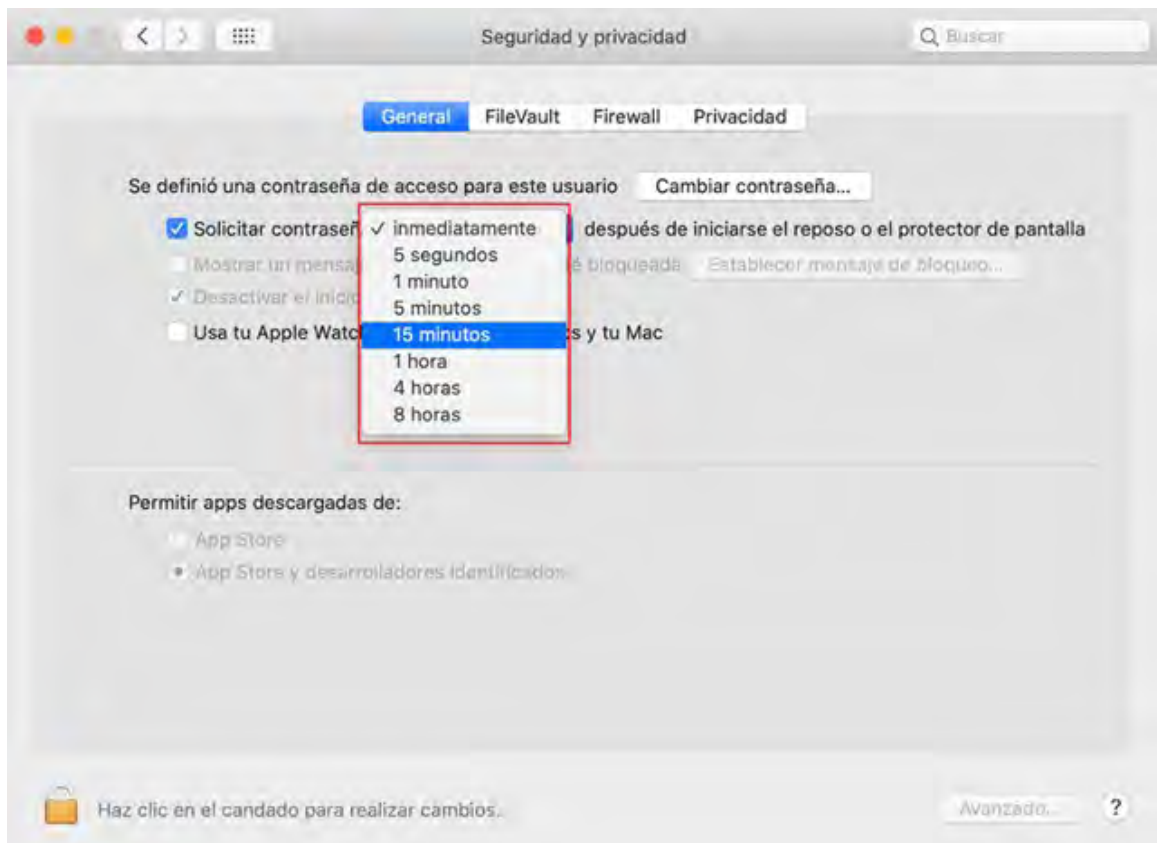 Seguridad y privacidad
Buscar
General FileVault Firewall Privacidad
Se definió una contraseña de acceso para este usuario Cambiar contraseña...
Solicitar contraseñ ✓ inmediatamente después de iniciarse el reposo o el protector de pantalla
5 segundos
Mostrar un mensaj bloqueada Establecer mensaje de bloqueo...
1 minuto
Desactivar el inicio
5 minutos
15 minutos
Usa tu Apple Watc s y tu Mac
1 hora
4 horas
8 horas
Permitir apps descargadas de:
App Store
App Store y desarrolladores identificados
Haz clic en el candado para realizar cambios.
Avanzado... ?